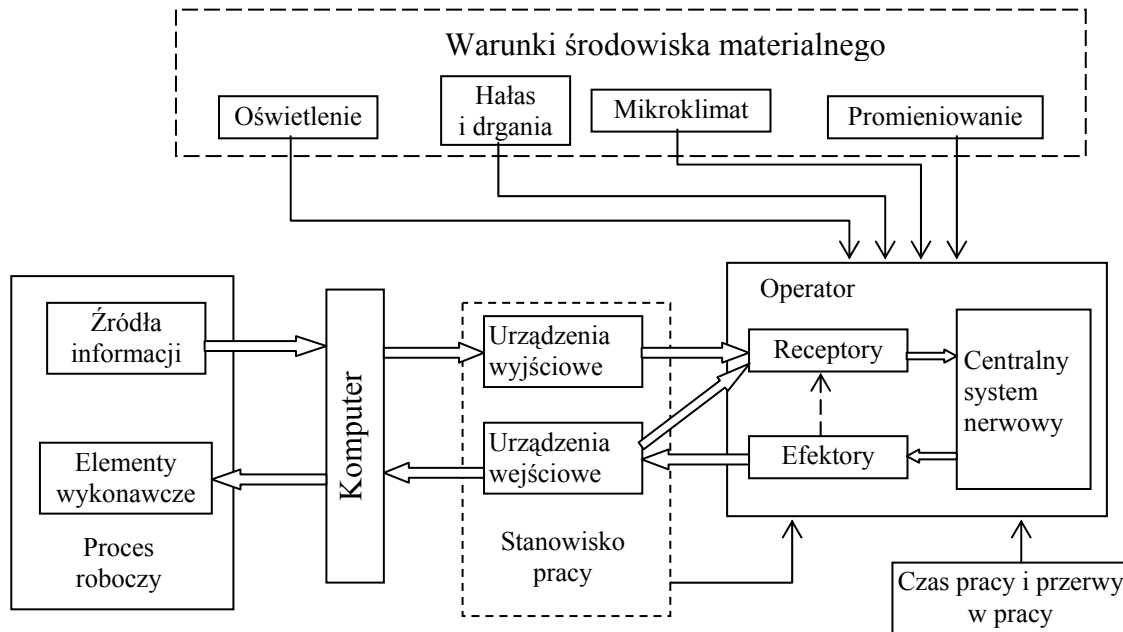 Warunki środowiska materialnego
Oświetlenie
Hałas
i drgania
Mikroklimat
Promieniowanie
Źródła
informacji
Elementy
wykonawcze
Proces
roboczy
Komputer
Urządzenia
wyjściowe
Urządzenia
wejściowe
Stanowisko
pracy
Operator
Receptory
Efektory
Centralny
system
nerwowy
Czas pracy i przerwy
w pracy